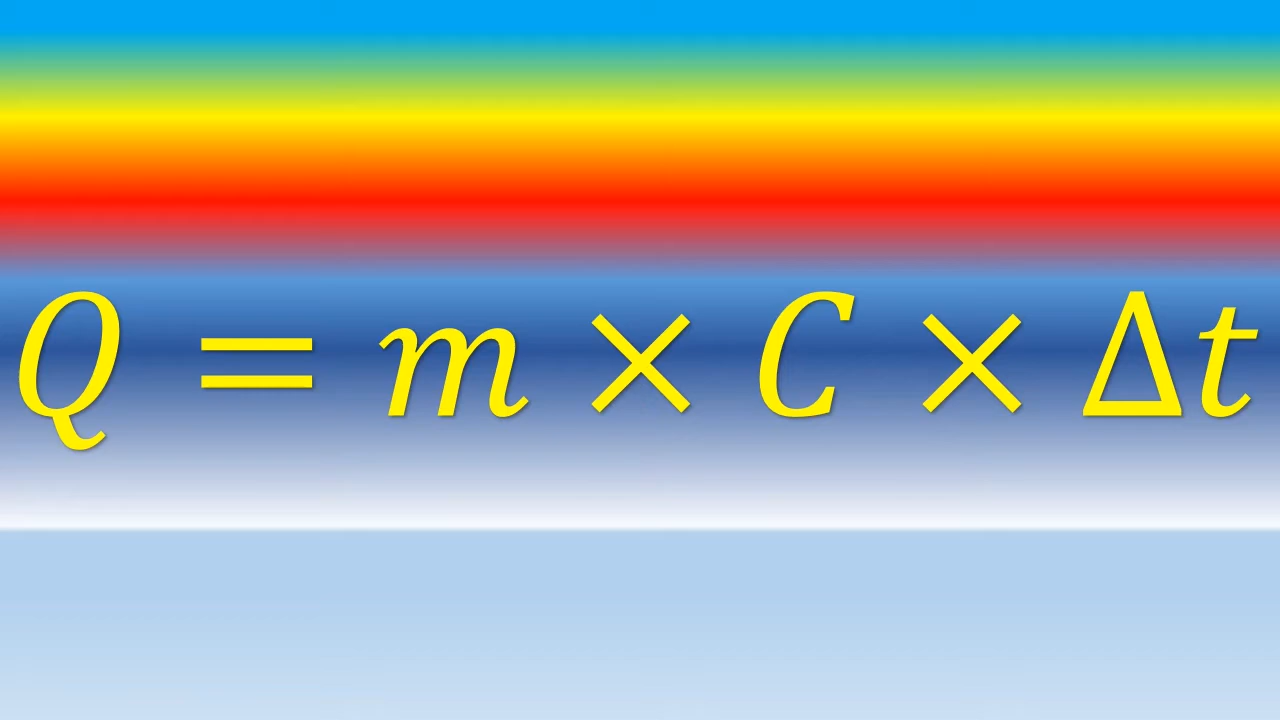 Q = m × C × Δt